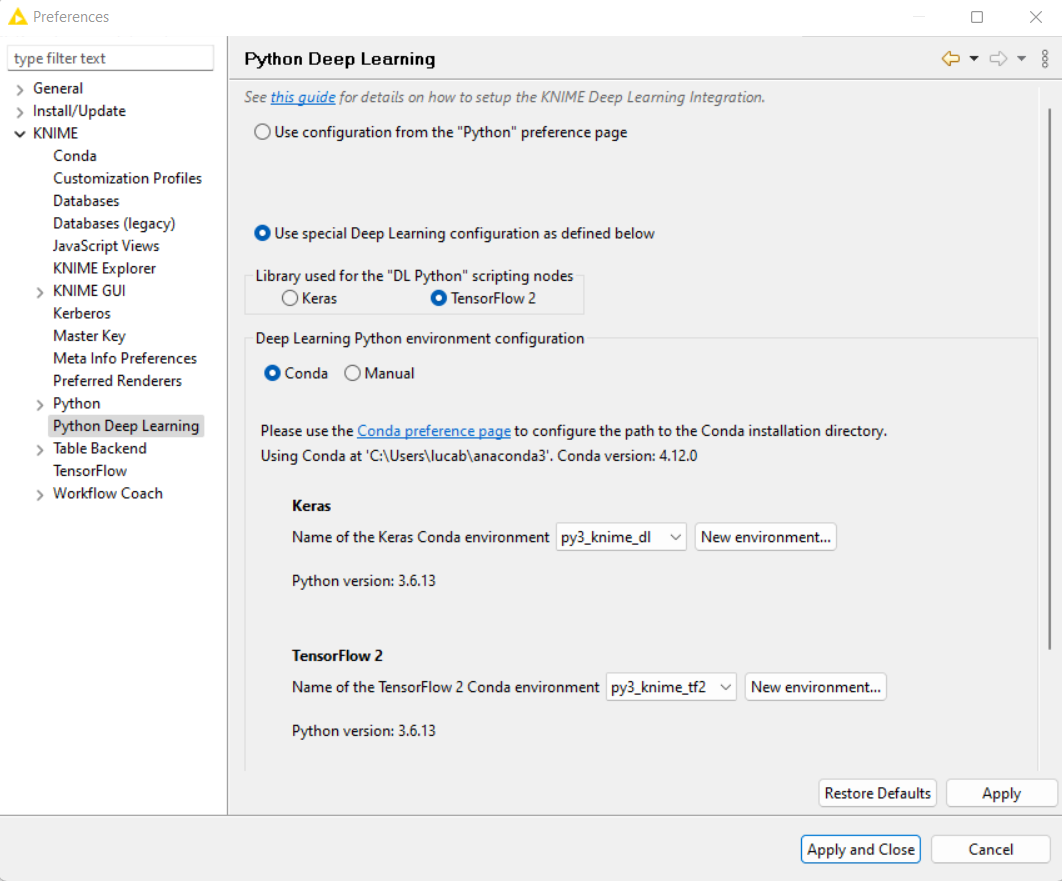 Preferences
type filter text
General
Install/Update
KNIME
Conda
Customization Profiles
Databases
Databases (legacy)
JavaScript Views
KNIME Explorer
KNIME GUI
Kerberos
Master Key
Meta Info Preferences
Preferred Renderers
Python
Python Deep Learning
Table Backend
TensorFlow
Workflow Coach
Python Deep Learning
See this guide for details on how to setup the KNIME Deep Learning Integration.
Use configuration from the "Python" preference page
Use special Deep Learning configuration as defined below
Library used for the "DL Python" scripting nodes
Keras TensorFlow 2
Deep Learning Python environment configuration
Conda Manual
Please use the Conda preference page to configure the path to the Conda installation directory.
Using Conda at 'C:\Users\lucab\anaconda3'. Conda version: 4.12.0
Keras
Name of the Keras Conda environment py3_knime_dl New environment...
Python version: 3.6.13
TensorFlow 2
Name of the TensorFlow 2 Conda environment py3_knime_tf2 New environment...
Python version: 3.6.13
Restore Defaults Apply
Apply and Close Cancel